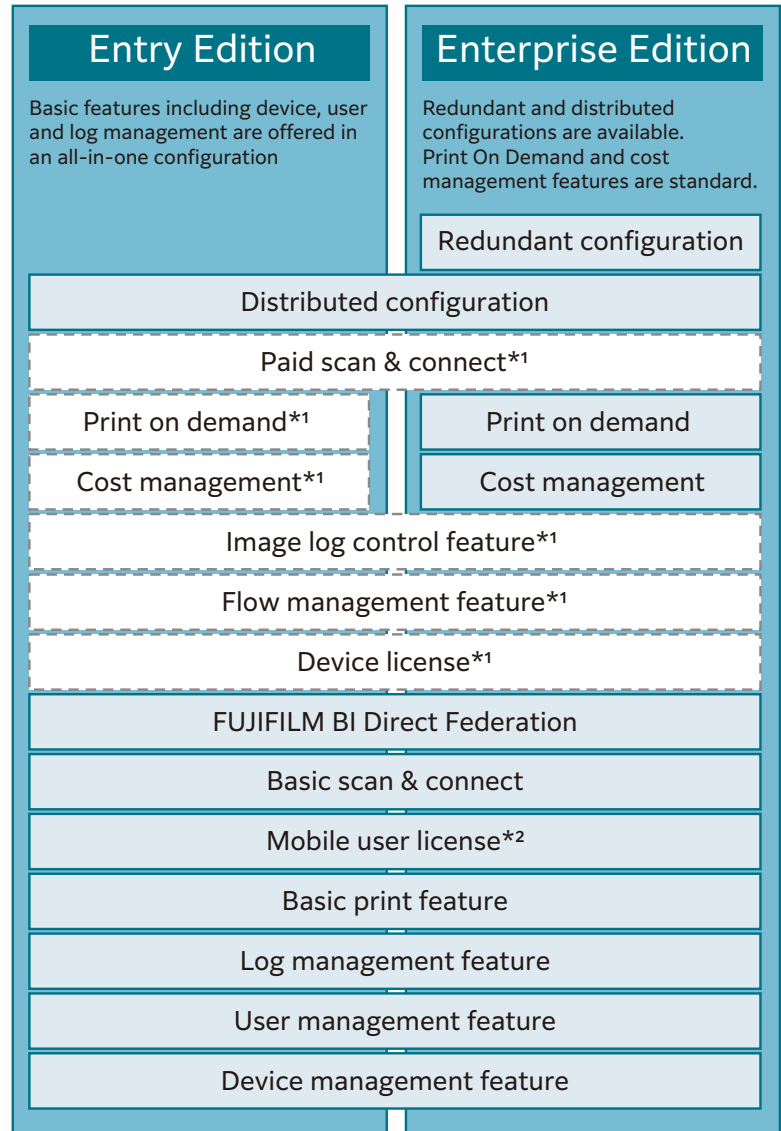 Entry Edition
Basic features including device, user
and log management are offered in
an all-in-one configuration
Enterprise Edition
Redundant and distributed
configurations are available.
Print On Demand and cost
management features are standard.
Redundant configuration
Distributed configuration
Paid scan & connect*¹
Print on demand*¹
Print on demand
Cost management*¹
Cost management
Image log control feature*¹
Flow management feature*¹
Device license*¹
FUJIFILM BI Direct Federation
Basic scan & connect
Mobile user license*²
Basic print feature
Log management feature
User management feature
Device management feature